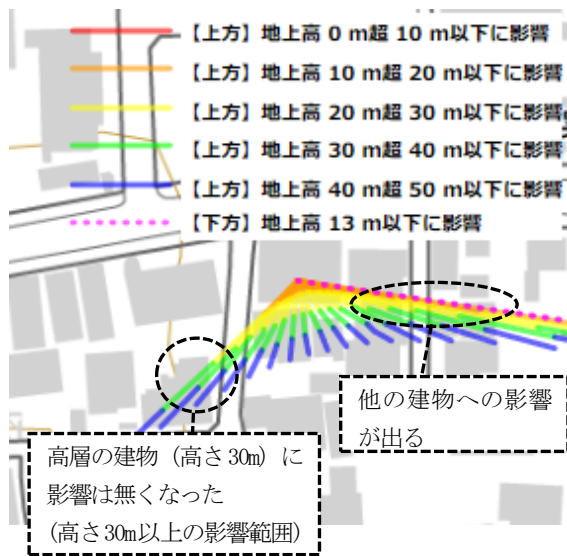 【上方】地上高 0 m超 10 m以下に影響
【上方】地上高 10 m超 20 m以下に影響
【上方】地上高 20 m超 30 m以下に影響
【上方】地上高 30 m超 40 m以下に影響
【上方】地上高 40 m超 50 m以下に影響
【下方】地上高 13 m以下に影響
他の建物への影響
が出る
高層の建物（高さ30m）に
影響は無くなった
(高さ30m以上の影響範囲)